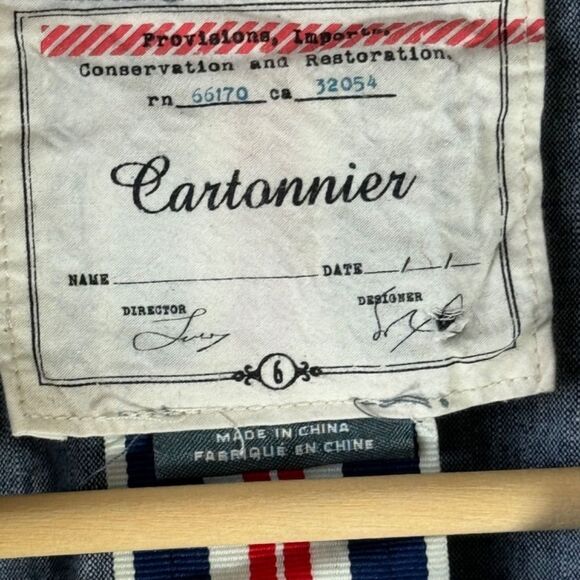 Provisions, Imports,
Conservation and Restoration.
rn 66170 ca 32054
Cartonnier
NAME DATE / /
DIRECTOR DESIGNER
6
MADE IN CHINA
FABRIQUÉ EN CHINE